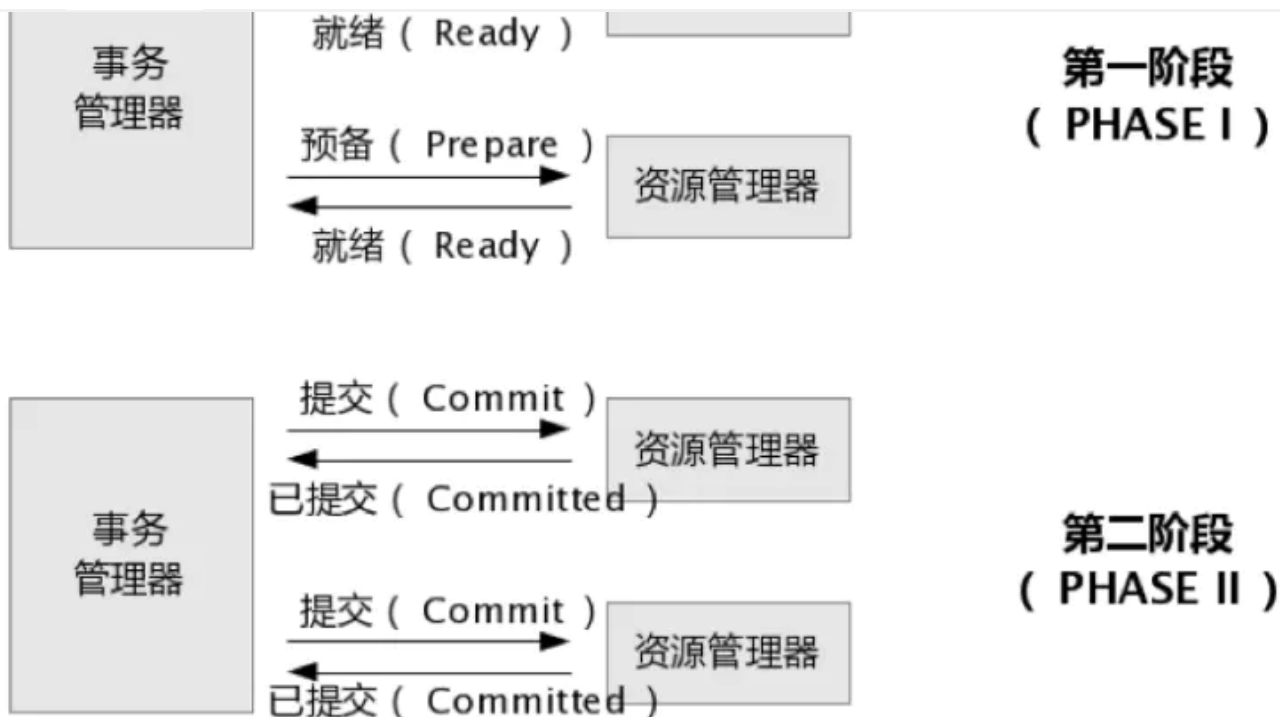 就绪（ Ready ）
事务
管理器
第一阶段
（ PHASE I ）
预备（ Prepare ）
资源管理器
就绪（ Ready ）
提交（ Commit ）
资源管理器
已提交（ Committed ）
事务
管理器
第二阶段
（ PHASE II ）
提交（ Commit ）
资源管理器
已提交（ Committed ）